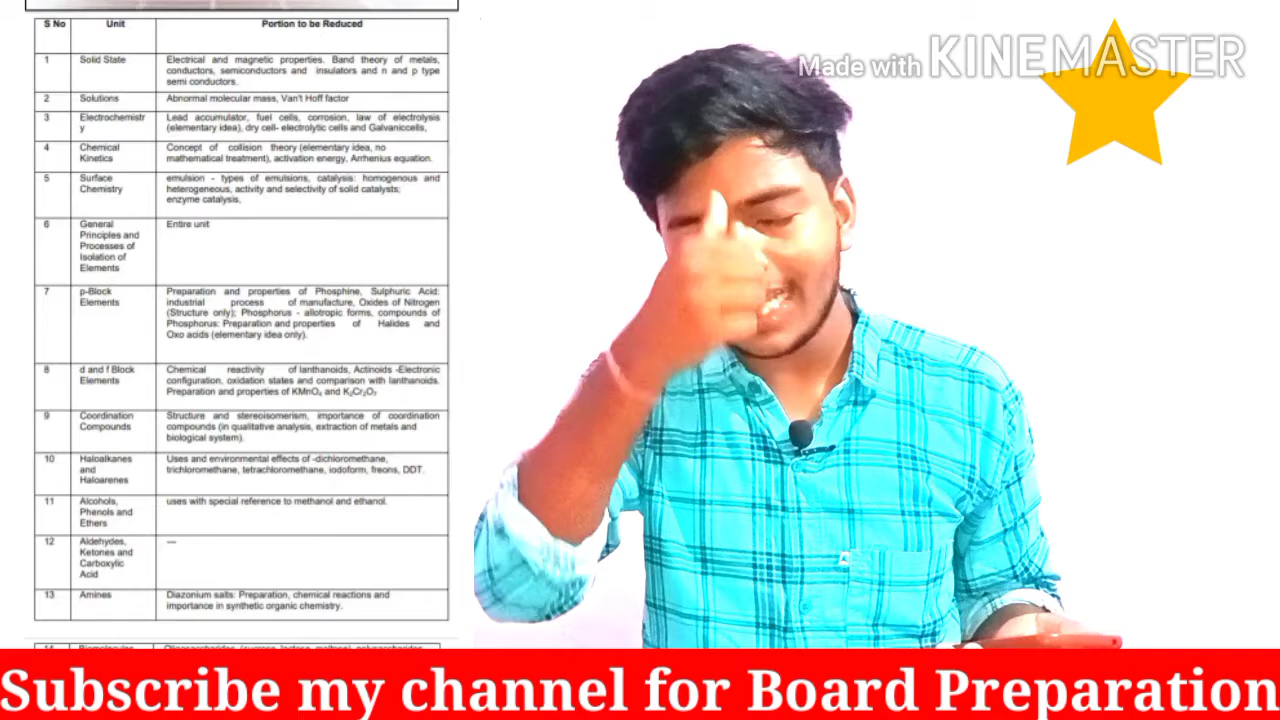 S No Unit Portion to be Reduced
1 Solid State Electrical and magnetic properties. Band theory of metals,
conductors, semiconductors and insulators and n and p type
semi conductors.
2 Solutions Abnormal molecular mass, Van't Hoff factor
3 Electrochemistr Lead accumulator, fuel cells, corrosion, law of electrolysis
y (elementary idea), dry cell- electrolytic cells and Galvaniccells,
4 Chemical Concept of collision theory (elementary idea, no
Kinetics mathematical treatment), activation energy, Arrhenius equation.
5 Surface emulsion - types of emulsions, catalysis: homogenous and
Chemistry heterogeneous, activity and selectivity of solid catalysts;
enzyme catalysis,
6 General Entire unit
Principles and
Processes of
Isolation of
Elements
7 p-Block Preparation and properties of Phosphine, Sulphuric Acid:
Elements industrial process of manufacture, Oxides of Nitrogen
(Structure only); Phosphorus - allotropic forms, compounds of
Phosphorus: Preparation and properties of Halides and
Oxo acids (elementary idea only).
8 d and f Block Chemical reactivity of lanthanoids, Actinoids -Electronic
Elements configuration, oxidation states and comparison with lanthanoids.
Preparation and properties of KMnO₄ and K₂Cr₂O₇
9 Coordination Structure and stereoisomerism, importance of coordination
Compounds compounds (in qualitative analysis, extraction of metals and
biological system).
10 Haloalkanes Uses and environmental effects of -dichloromethane,
and trichloromethane, tetrachloromethane, iodoform, freons, DDT.
Haloarenes
11 Alcohols, uses with special reference to methanol and ethanol.
Phenols and
Ethers
12 Aldehydes, —
Ketones and
Carboxylic
Acid
13 Amines Diazonium salts: Preparation, chemical reactions and
importance in synthetic organic chemistry.
Made with KINEMASTER
Subscribe my channel for Board Preparation